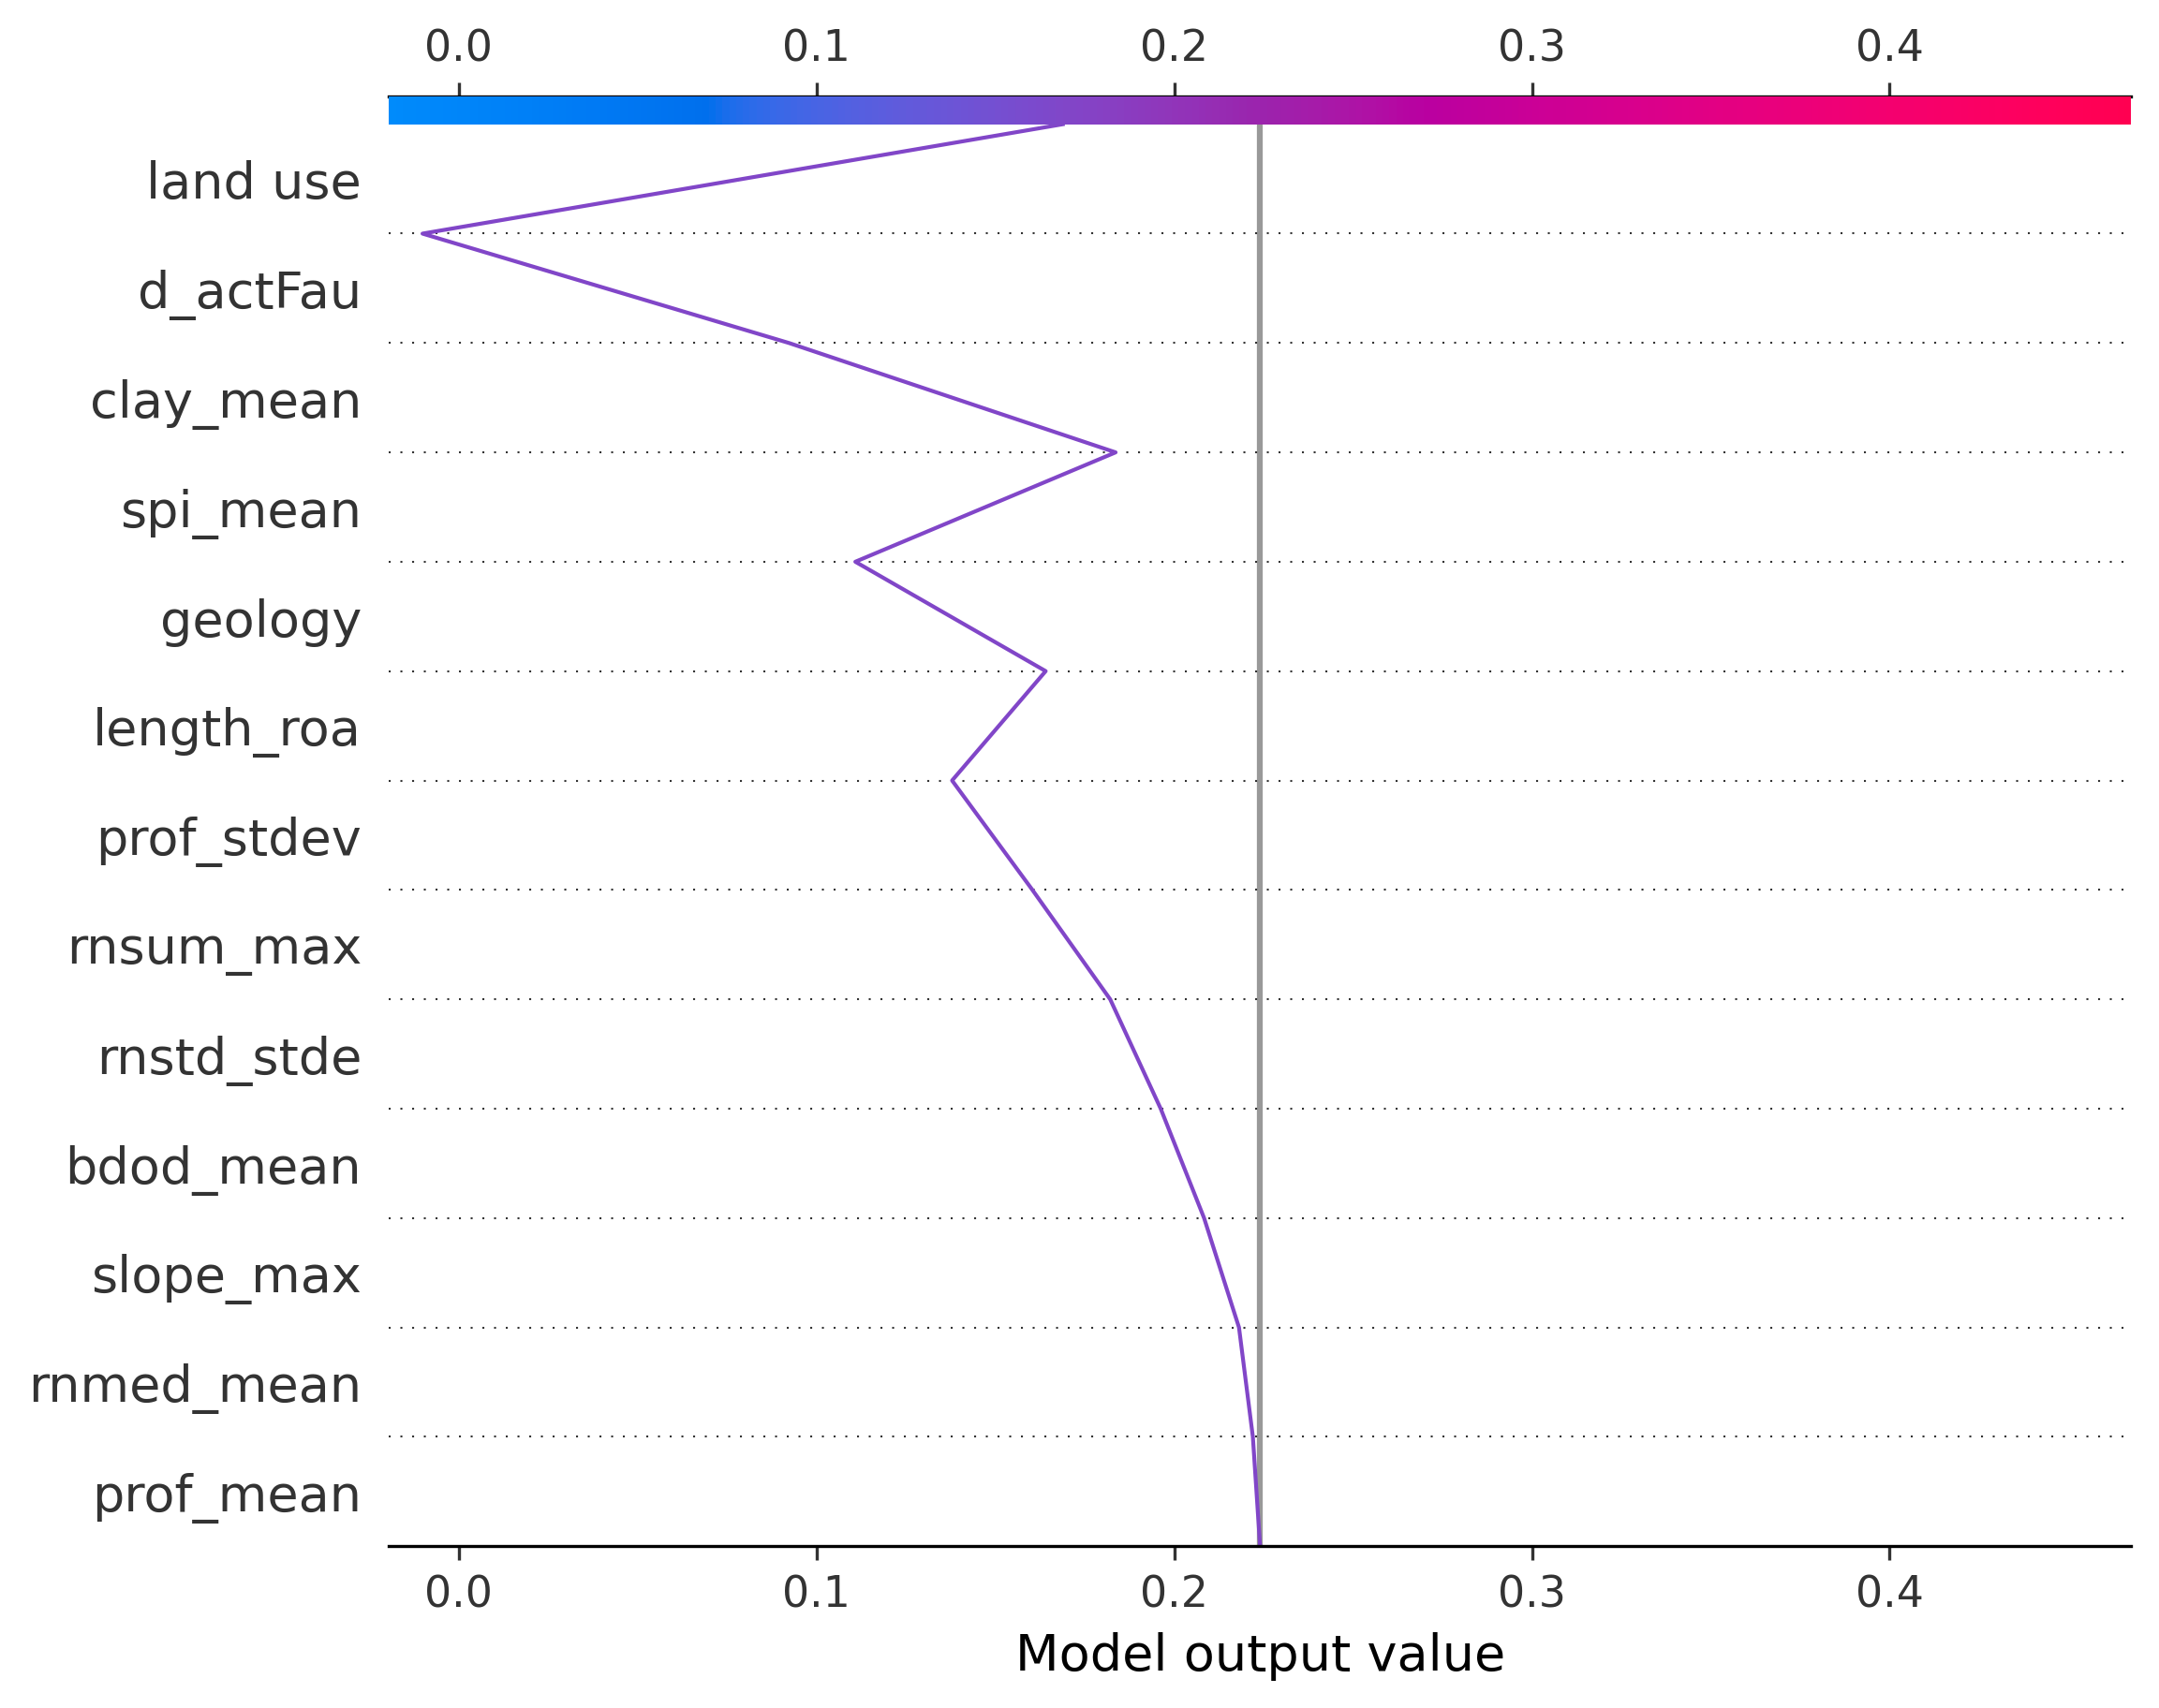 0.0 0.1 0.2 0.3 0.4
land use
d_actFau
clay_mean
spi_mean
geology
length_roa
prof_stdev
rnsum_max
rnstd_stde
bdod_mean
slope_max
rnmed_mean
prof_mean
0.0 0.1 0.2 0.3 0.4
Model output value